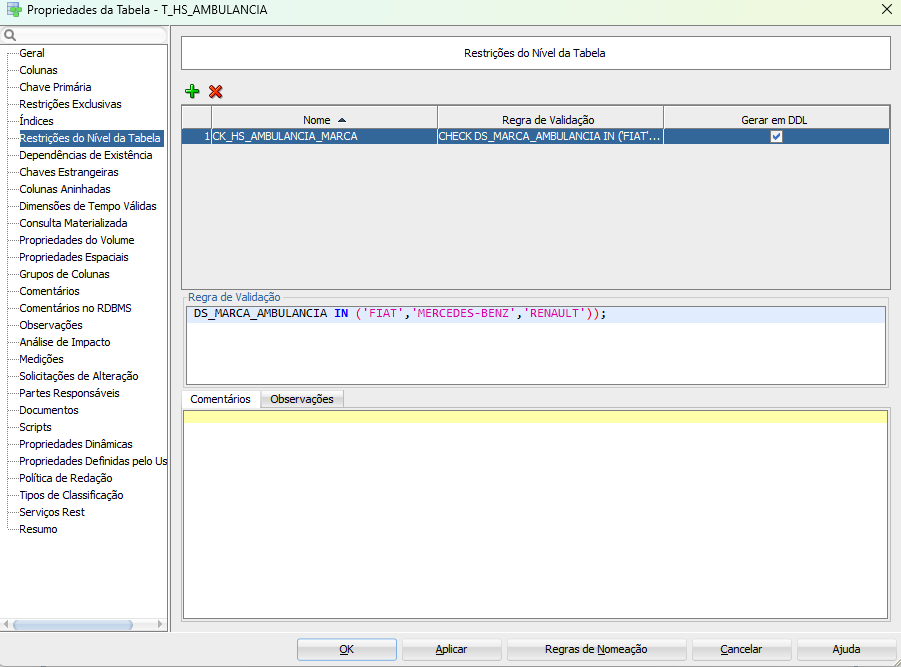 Propriedades da Tabela - T_HS_AMBULANCIA
Geral
Colunas
Chave Primária
Restrições Exclusivas
Índices
Restrições do Nível da Tabela
Dependências de Existência
Chaves Estrangeiras
Colunas Aninhadas
Dimensões de Tempo Válidas
Consulta Materializada
Propriedades do Volume
Propriedades Espaciais
Grupos de Colunas
Comentários
Comentários no RDBMS
Observações
Análise de Impacto
Medições
Solicitações de Alteração
Partes Responsáveis
Documentos
Scripts
Propriedades Dinâmicas
Propriedades Definidas pelo Us
Política de Redação
Tipos de Classificação
Serviços Rest
Resumo
Restrições do Nível da Tabela
Nome Regra de Validação Gerar em DDL
1 CK_HS_AMBULANCIA_MARCA CHECK DS_MARCA_AMBULANCIA IN ('FIAT'...
Regra de Validação
DS_MARCA_AMBULANCIA IN ('FIAT','MERCEDES-BENZ','RENAULT'));
Comentários Observações
OK Aplicar Regras de Nomeação Cancelar Ajuda